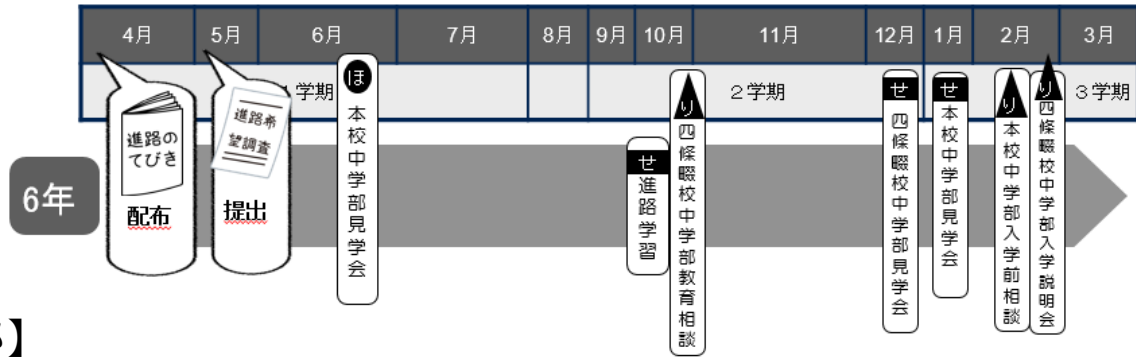 4月 5月 6月 7月 8月 9月 10月 11月 12月 1月 2月 3月
学期 2学期 3学期
6年
進路の
てびき
配布
進路希
望調査
提出
ほ 本校中学部見学会
せ 進路学習
り 四條畷校中学部教育相談
せ 四條畷校中学部見学会
せ 本校中学部見学会
り 本校中学部入学前相談
り 四條畷校中学部入学説明会
】